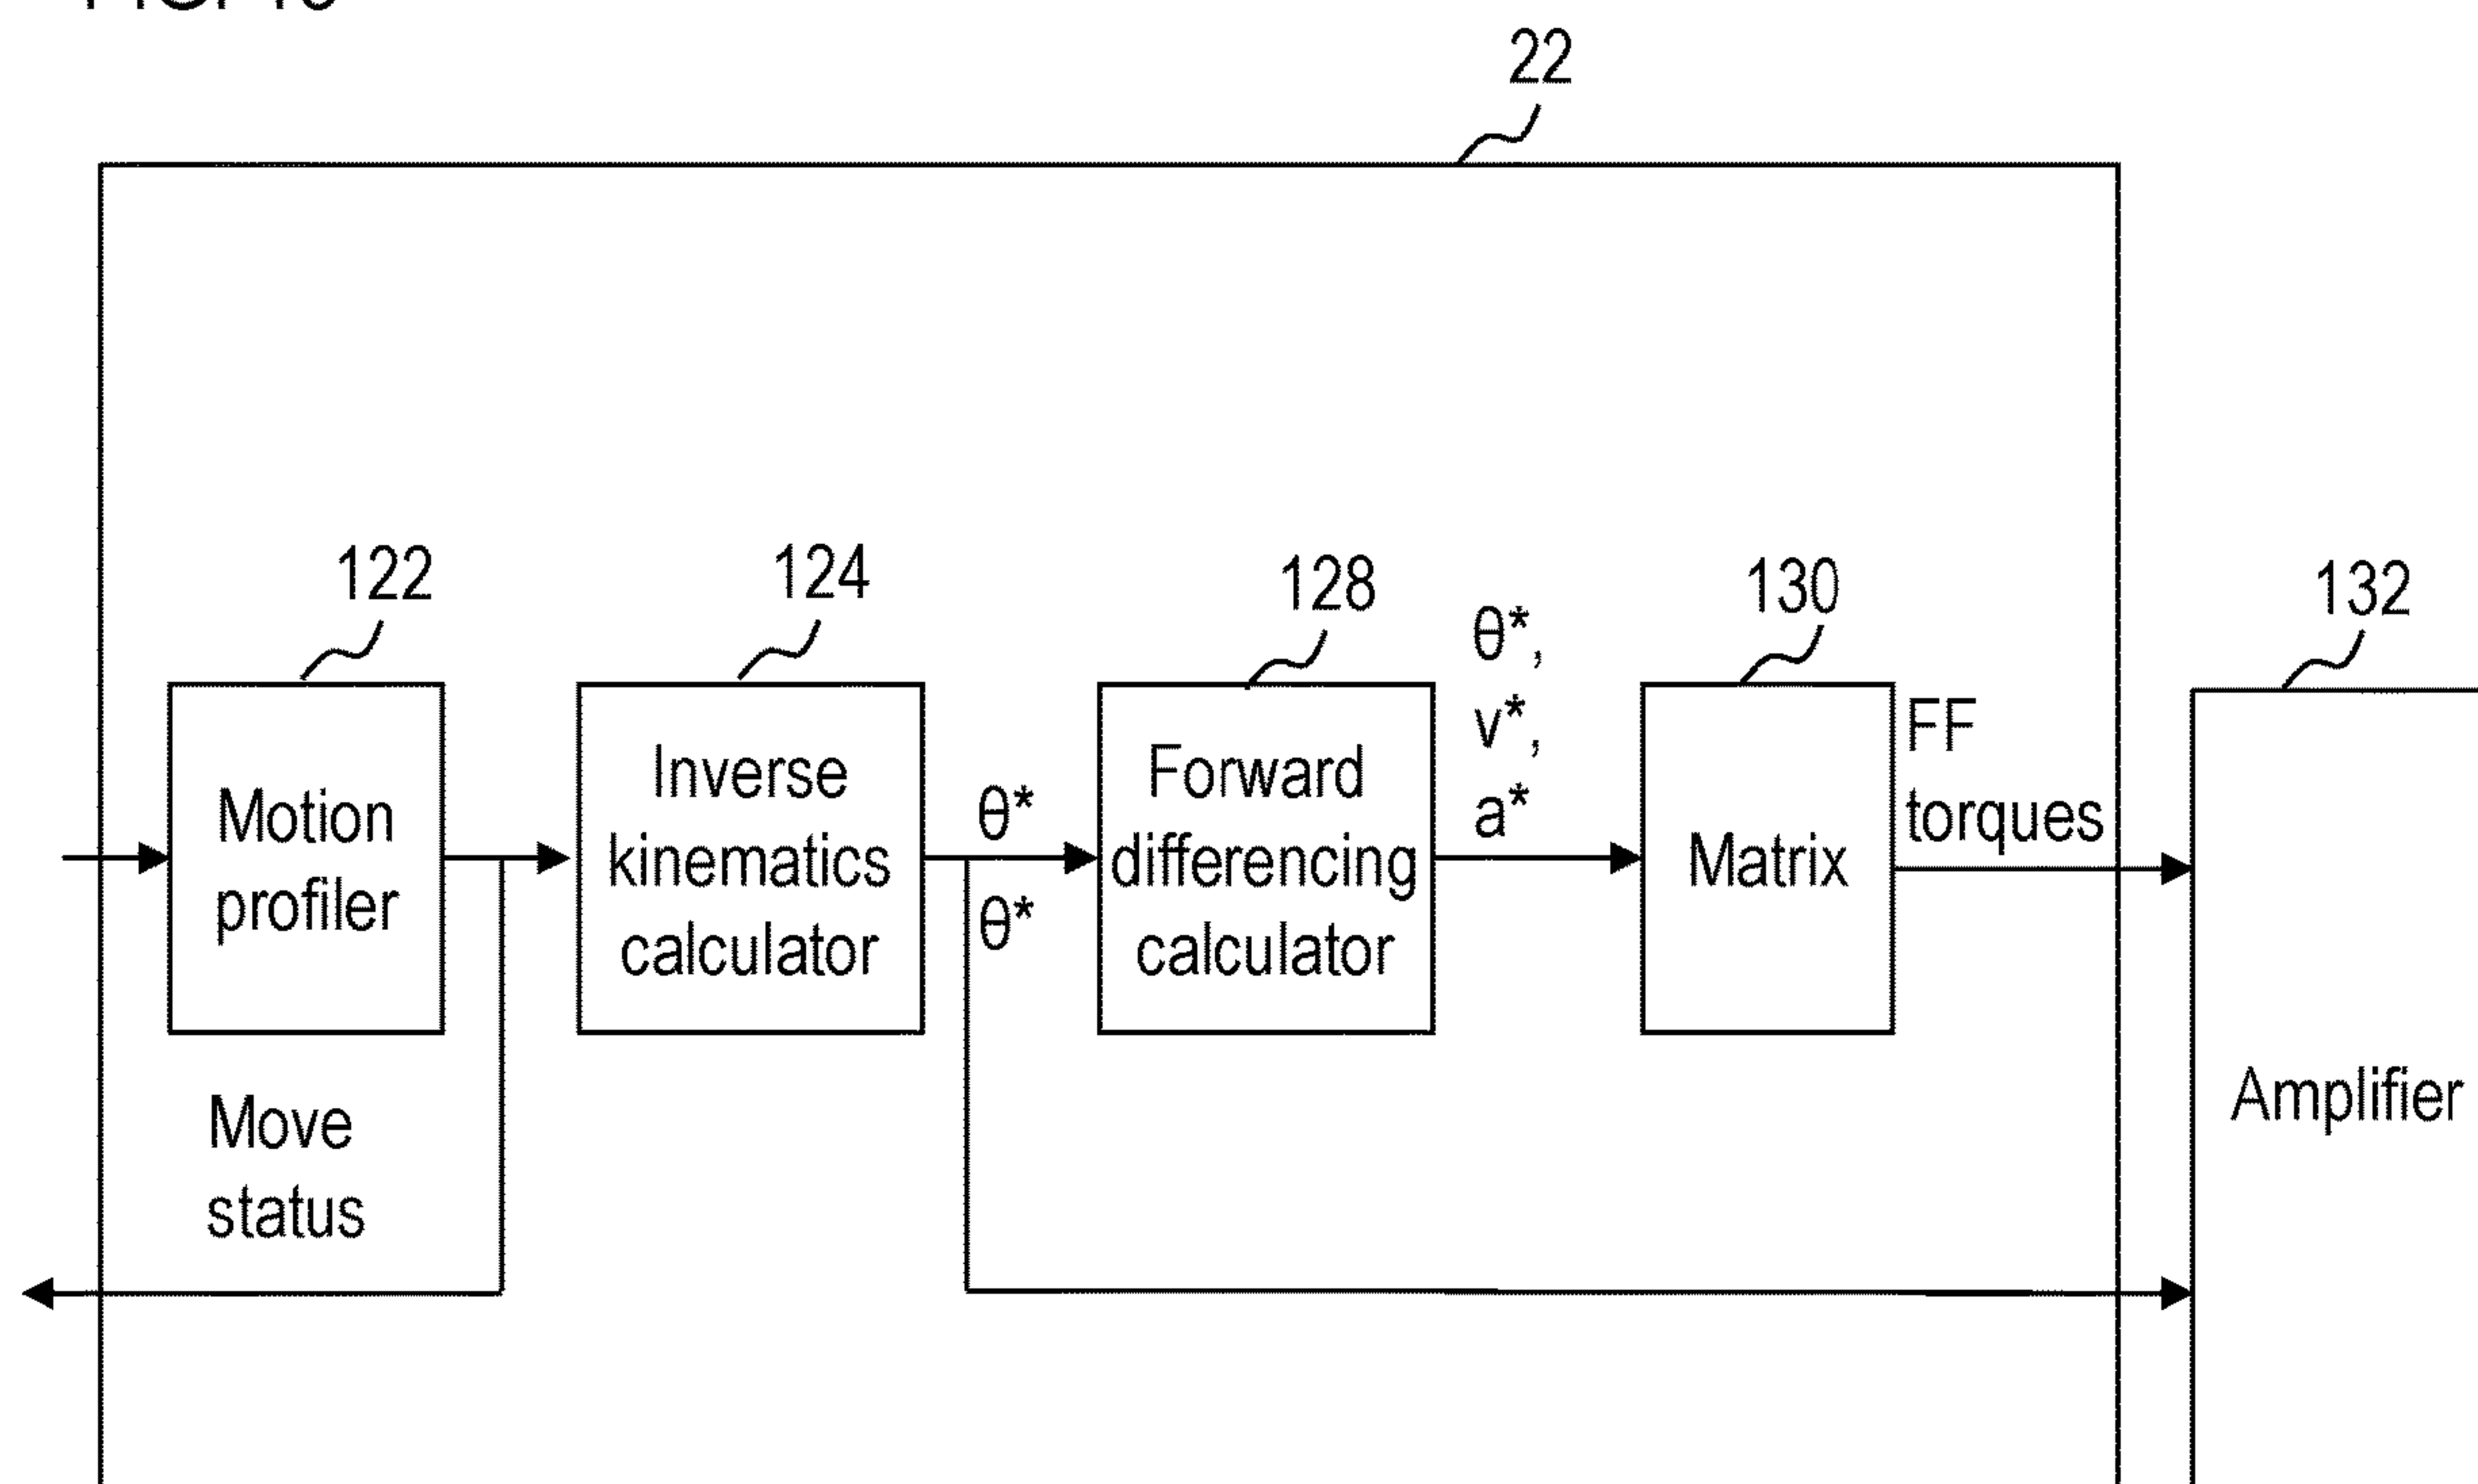 22
122
124
128
130
132
Motion
profiler
Inverse
kinematics
calculator
θ*
θ*
Forward
differencing
calculator
θ*,
v*,
a*
Matrix
FF
torques
Amplifier
Move
status